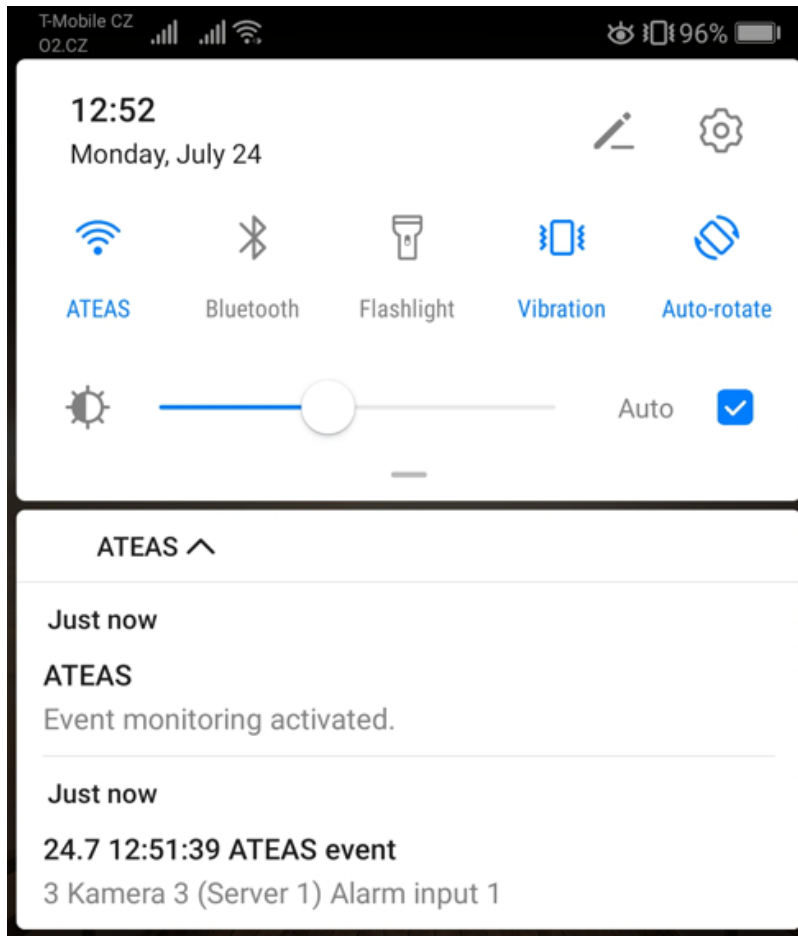 T-Mobile CZ
O2.CZ
96%
12:52
Monday, July 24
ATEAS
Bluetooth
Flashlight
Vibration
Auto-rotate
Auto
ATEAS
Just now
ATEAS
Event monitoring activated.
Just now
24.7 12:51:39 ATEAS event
3 Kamera 3 (Server 1) Alarm input 1